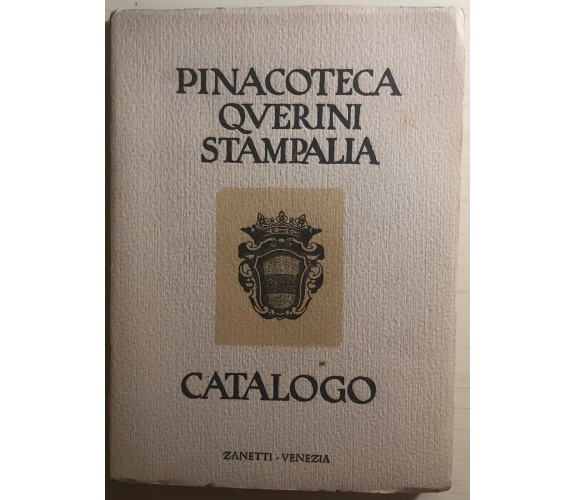 PINACOTECA
QVERINI
STAMPALIA
CATALOGO
ZANETTI - VENEZIA